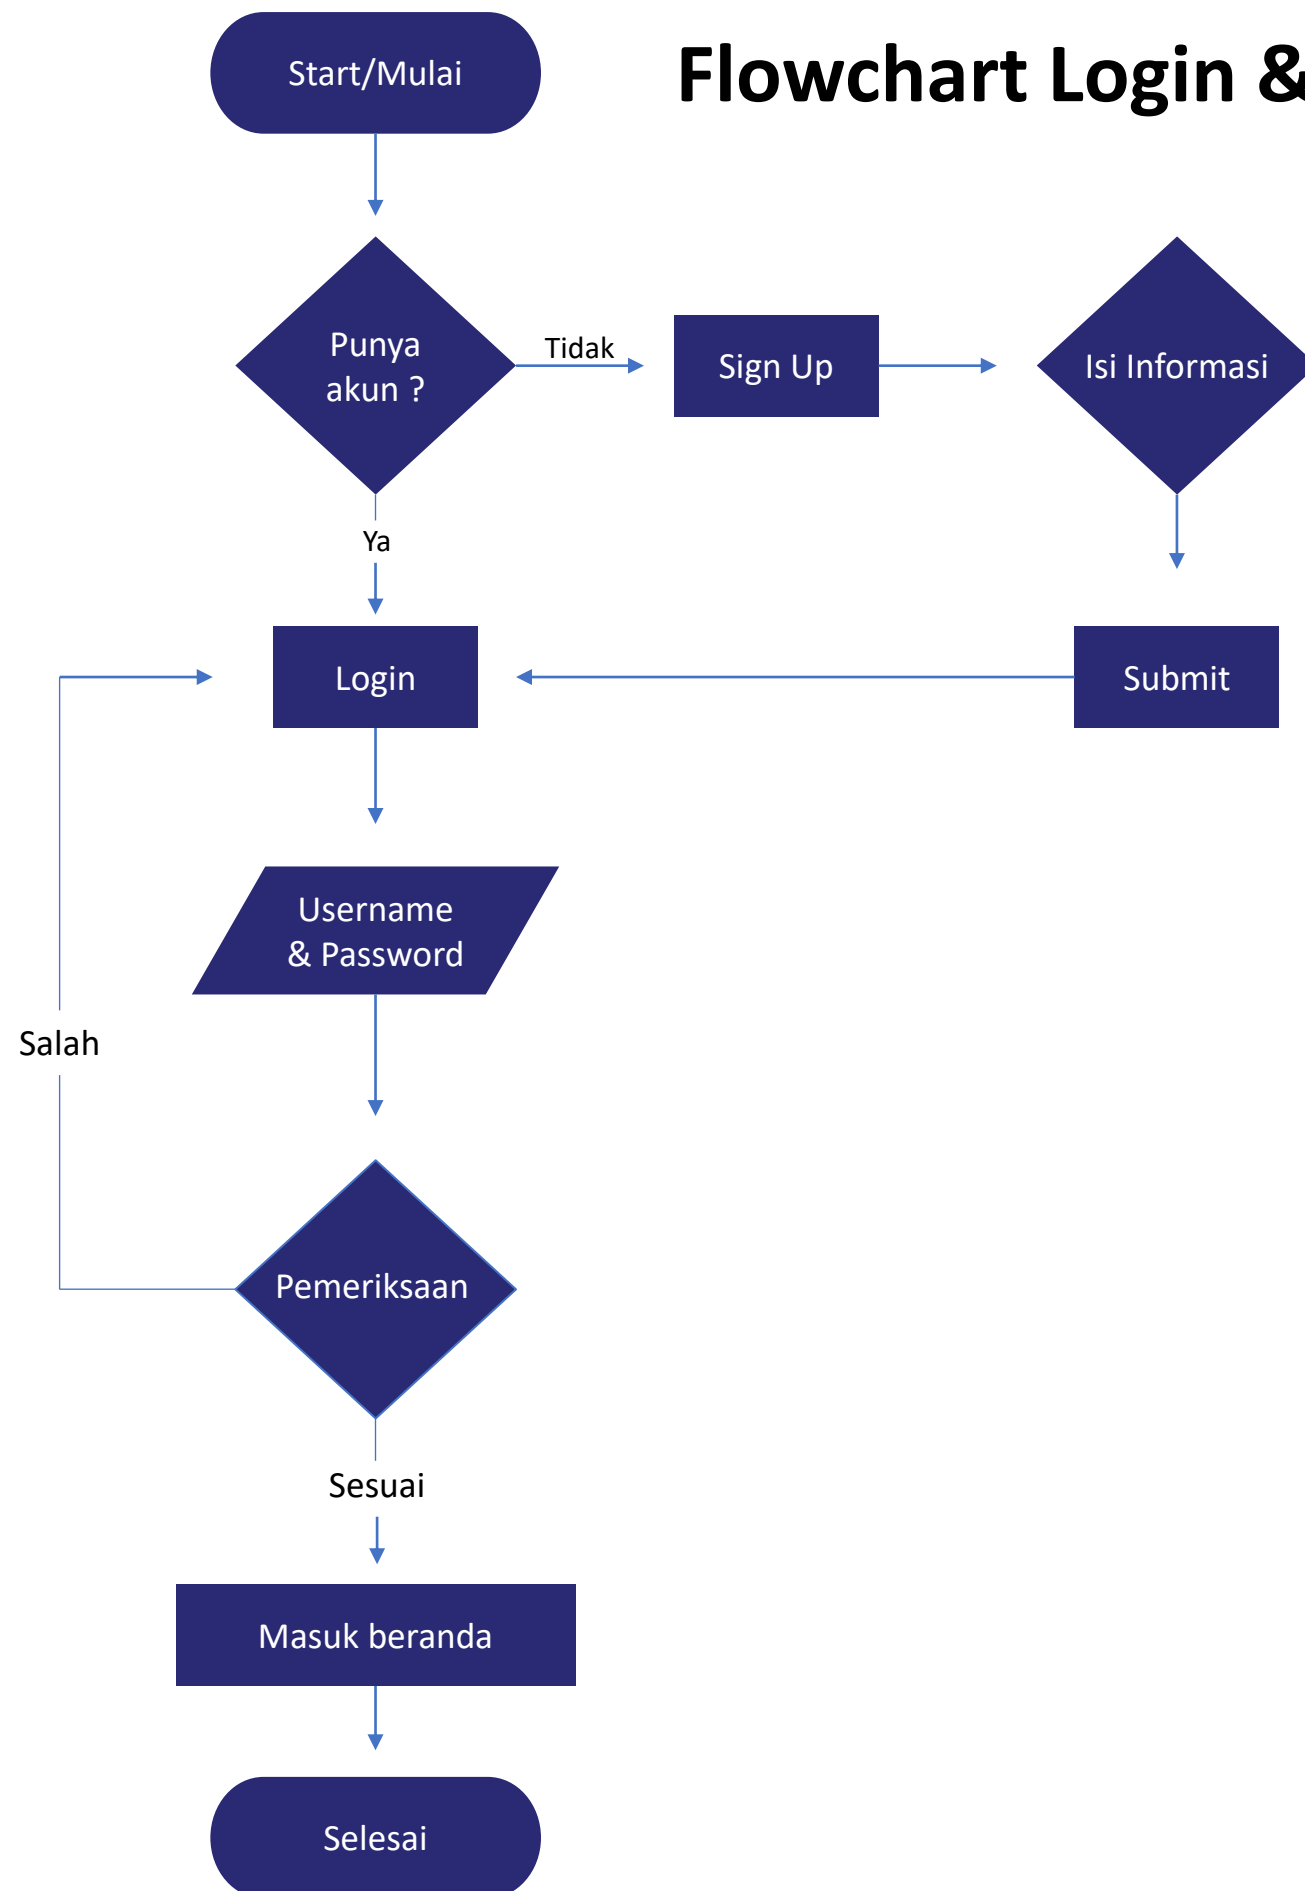 Start/Mulai
Flowchart Login &
Punya
akun ?
Tidak
Sign Up
Isi Informasi
Ya
Login
Submit
Username
& Password
Salah
Pemeriksaan
Sesuai
Masuk beranda
Selesai